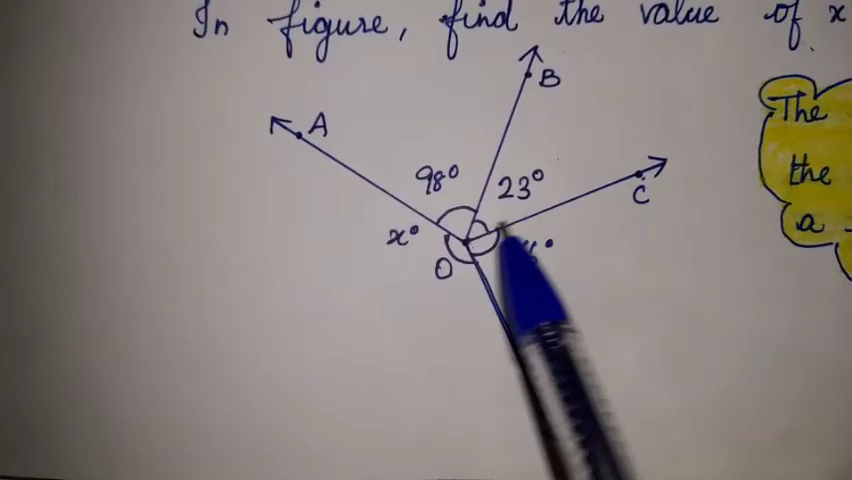 In figure, find the value of x
B
A
The
98° 23°
the
C
x°
a
O